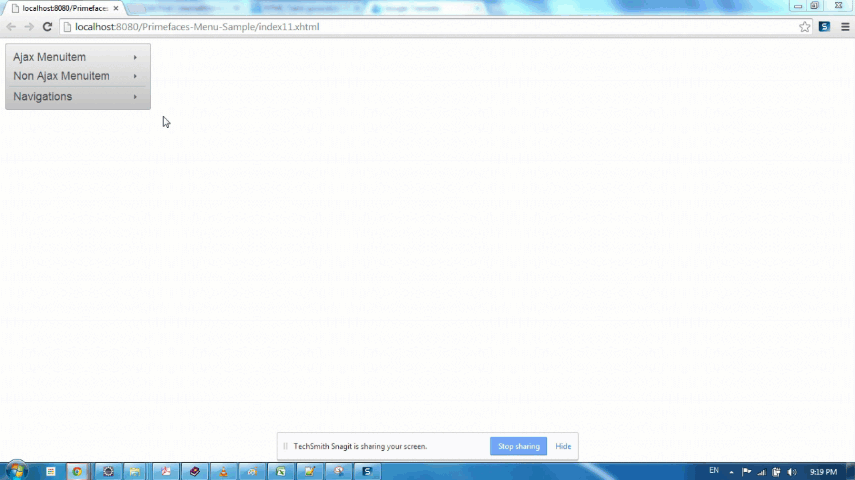 localhost:8080/Primefaces
localhost:8080/Primefaces-Menu-Sample/index11.xhtml
Ajax MenuItem
Non Ajax Menuitem
Navigations
TechSmith Snagit is sharing your screen.
Stop sharing
Hide
EN
9:19 PM